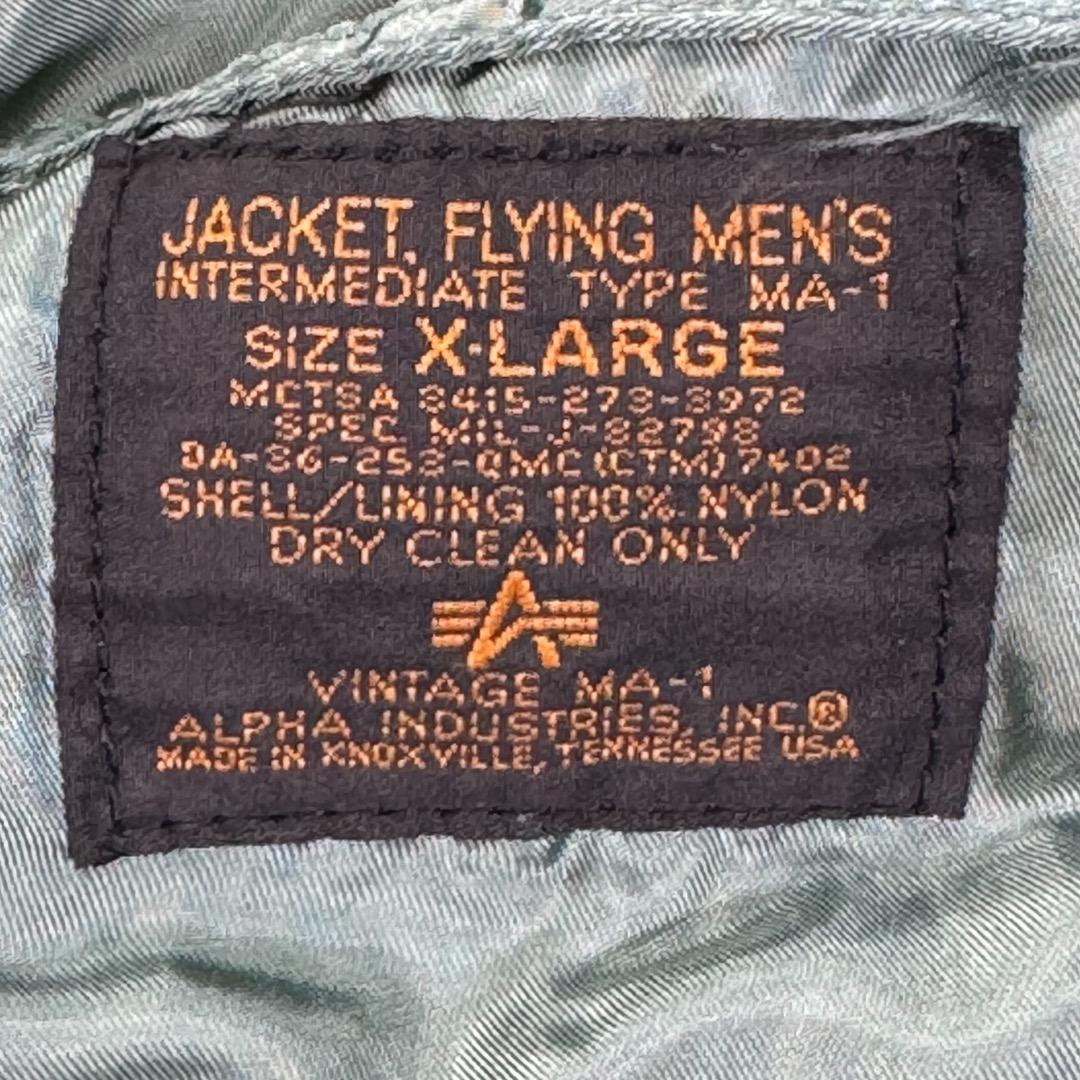 JACKET, FLYING MEN'S
INTERMEDIATE TYPE MA-1
SIZE X-LARGE
MCTSA 8415-273-8972
SPEC. MIL-J-82798
DA-36-253-QMC (CTM) 7402
SHELL/LINING 100% NYLON
DRY CLEAN ONLY
VINTAGE MA-1
ALPHA INDUSTRIES, INC.®
MADE IN KNOXVILLE, TENNESSEE USA